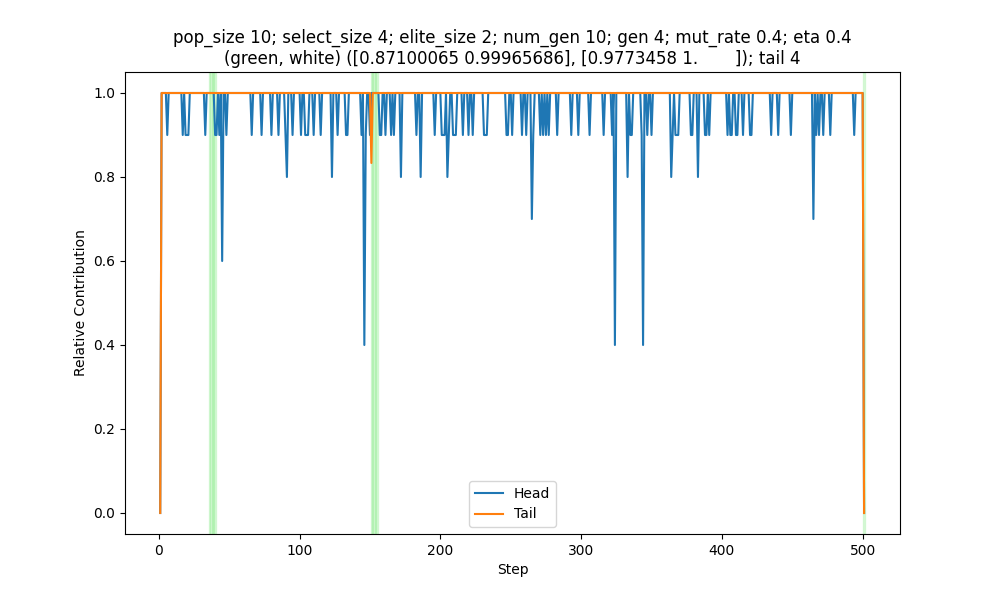 pop_size 10; select_size 4; elite_size 2; num_gen 10; gen 4; mut_rate 0.4; eta 0.4
(green, white) ([0.87100065 0.99965686], [0.9773458 1.       ]); tail 4
1.0
0.8
0.6
0.4
0.2
0.0
Relative Contribution
Head
Tail
0
100
200
300
400
500
Step